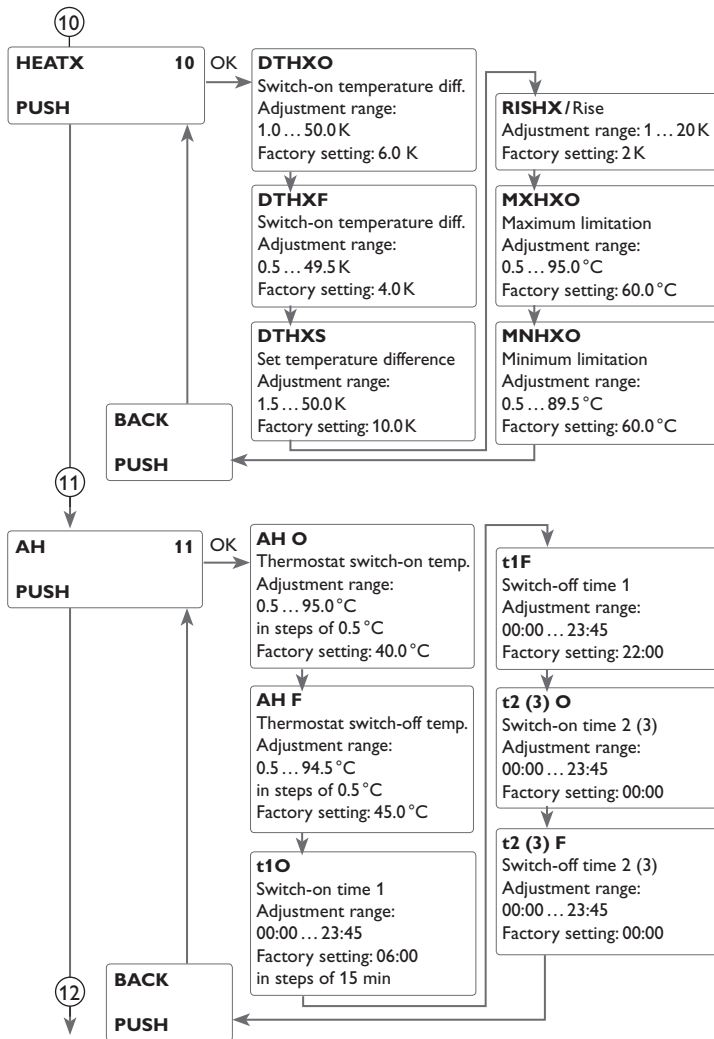 10
HEATX 10
PUSH
OK
DTHXO
Switch-on temperature diff.
Adjustment range:
1.0 … 50.0 K
Factory setting: 6.0 K
DTHXF
Switch-on temperature diff.
Adjustment range:
0.5 … 49.5 K
Factory setting: 4.0 K
DTHXS
Set temperature difference
Adjustment range:
1.5 … 50.0 K
Factory setting: 10.0 K
RISHX / Rise
Adjustment range: 1 … 20 K
Factory setting: 2 K
MXHXO
Maximum limitation
Adjustment range:
0.5 … 95.0 °C
Factory setting: 60.0 °C
MNHXO
Minimum limitation
Adjustment range:
0.5 … 89.5 °C
Factory setting: 60.0 °C
BACK
PUSH
11
AH 11
PUSH
OK
AH O
Thermostat switch-on temp.
Adjustment range:
0.5 … 95.0 °C
in steps of 0.5 °C
Factory setting: 40.0 °C
AH F
Thermostat switch-off temp.
Adjustment range:
0.5 … 94.5 °C
in steps of 0.5 °C
Factory setting: 45.0 °C
t1O
Switch-on time 1
Adjustment range:
00:00 … 23:45
Factory setting: 06:00
in steps of 15 min
t1F
Switch-off time 1
Adjustment range:
00:00 … 23:45
Factory setting: 22:00
t2 (3) O
Switch-on time 2 (3)
Adjustment range:
00:00 … 23:45
Factory setting: 00:00
t2 (3) F
Switch-off time 2 (3)
Adjustment range:
00:00 … 23:45
Factory setting: 00:00
BACK
PUSH
12